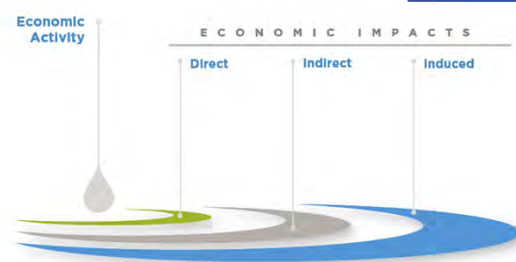 Economic
Activity
ECONOMIC IMPACTS
Direct
Indirect
Induced